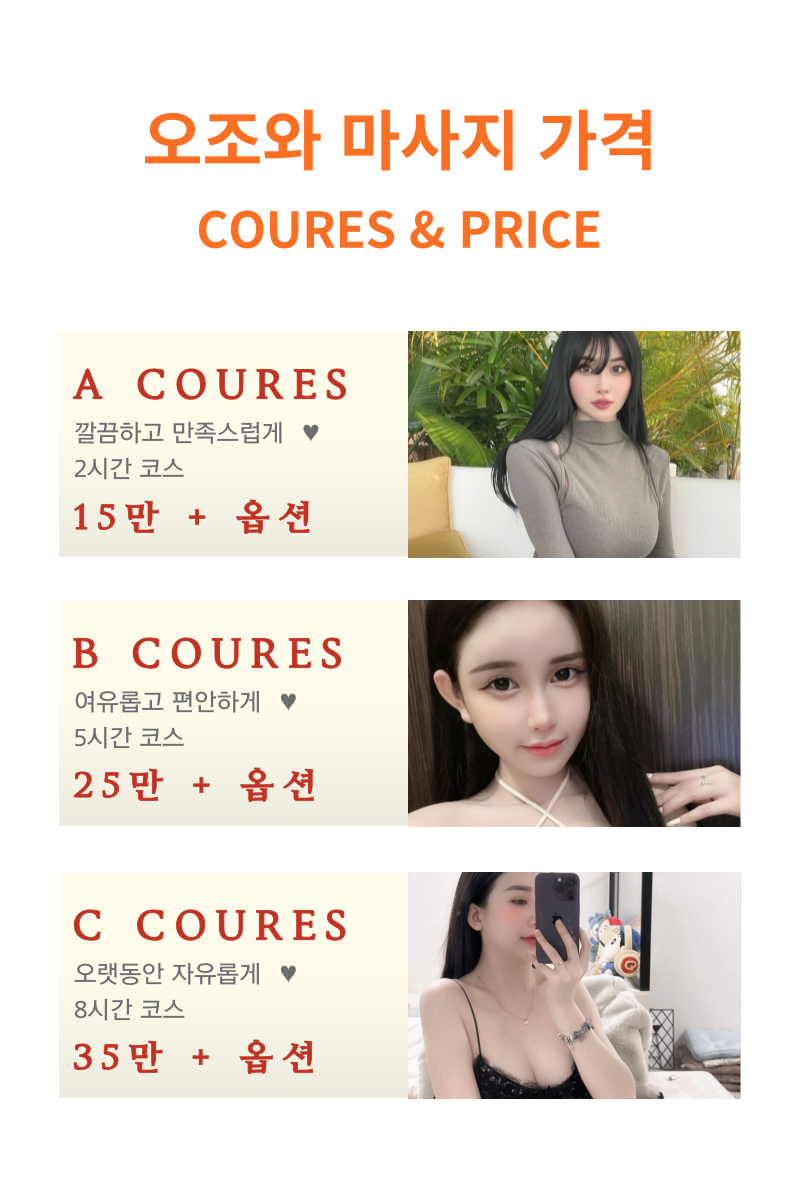 오조와 마사지 가격
COURES & PRICE
A COURES
깔끔하고 만족스럽게 ♥
2시간 코스
15만 + 옵션
B COURES
여유롭고 편안하게 ♥
5시간 코스
25만 + 옵션
C COURES
오랫동안 자유롭게 ♥
8시간 코스
35만 + 옵션